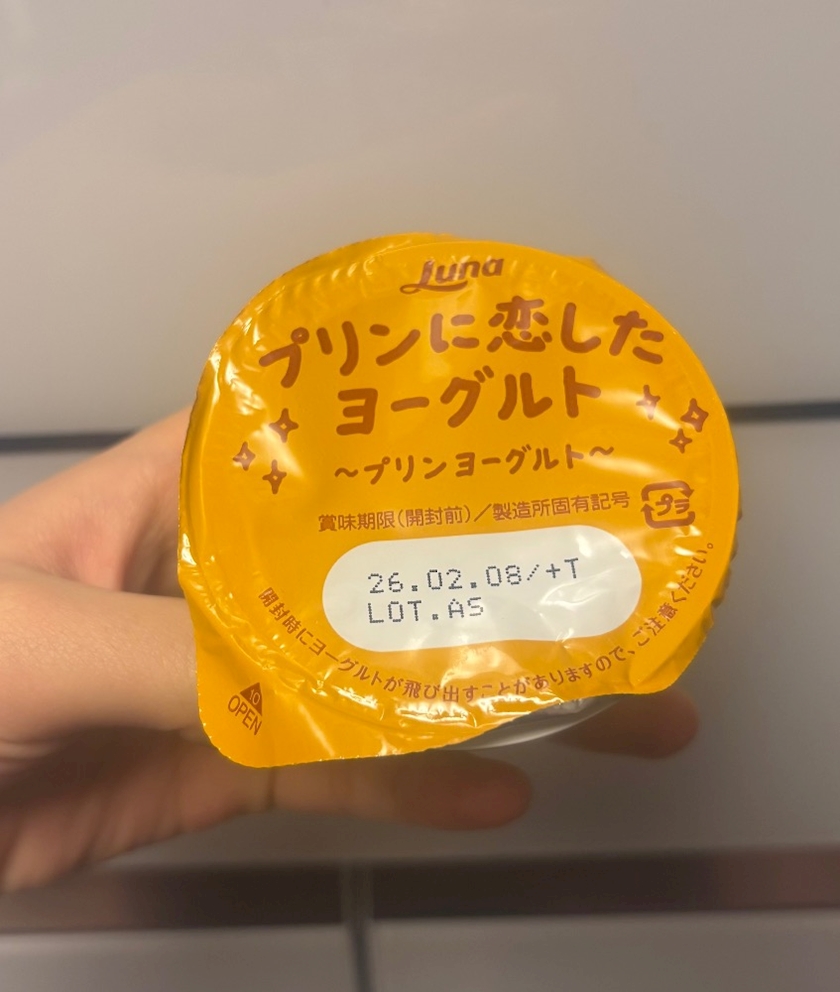 Luna
プリンに恋した
ヨーグルト
～プリンヨーグルト～
賞味期限(開封前)／製造所固有記号
プラ
26.02.08/+T
LOT.AS
開封時にヨーグルトが飛び出すことがありますので、ご注意ください。
10
OPEN